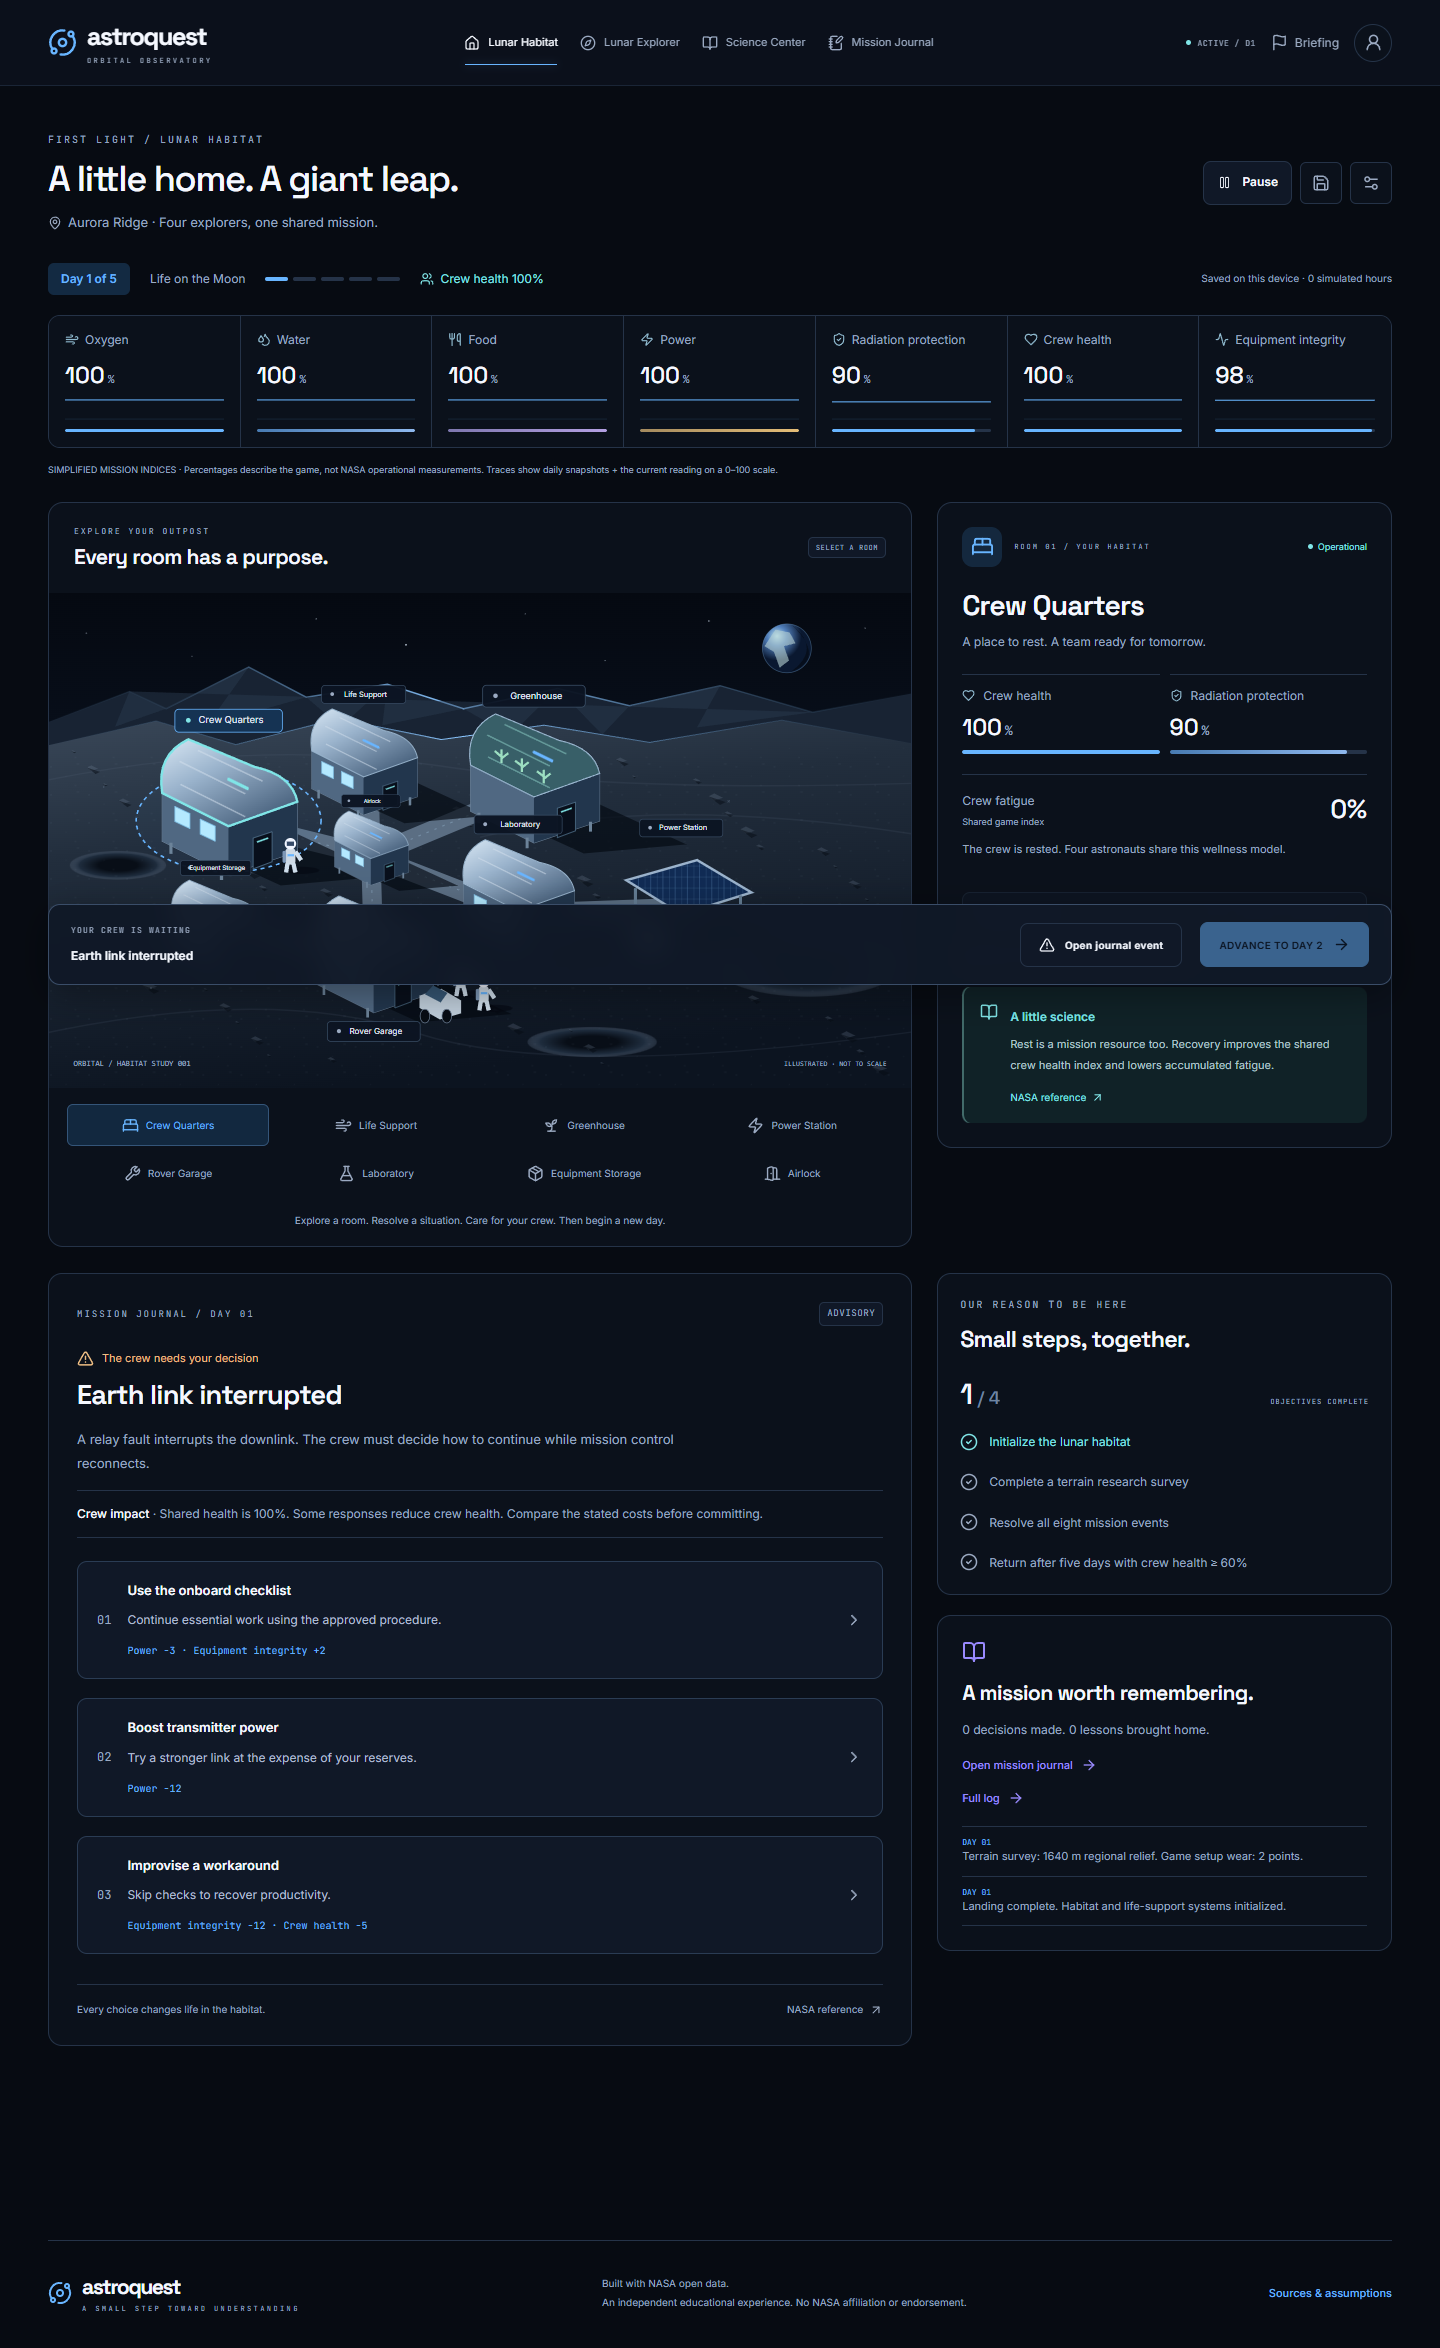 astroquest
ORBITAL OBSERVATORY
Lunar Habitat
Lunar Explorer
Science Center
Mission Journal
ACTIVE / D1
Briefing
FIRST LIGHT / LUNAR HABITAT
A little home. A giant leap.
Aurora Ridge · Four explorers, one shared mission.
Pause
Day 1 of 5
Life on the Moon
Crew health 100%
Saved on this device · 0 simulated hours
Oxygen
100 %
Water
100 %
Food
100 %
Power
100 %
Radiation protection
90 %
Crew health
100 %
Equipment integrity
98 %
SIMPLIFIED MISSION INDICES · Percentages describe the game, not NASA operational measurements. Traces show daily snapshots + the current reading on a 0–100 scale.
EXPLORE YOUR OUTPOST
Every room has a purpose.
SELECT A ROOM
Life Support
Greenhouse
Crew Quarters
Airlock
Laboratory
Power Station
Equipment Storage
Rover Garage
ORBITAL / HABITAT STUDY 001
ILLUSTRATED · NOT TO SCALE
Crew Quarters
Life Support
Greenhouse
Power Station
Rover Garage
Laboratory
Equipment Storage
Airlock
Explore a room. Resolve a situation. Care for your crew. Then begin a new day.
ROOM 01 / YOUR HABITAT
Operational
Crew Quarters
A place to rest. A team ready for tomorrow.
Crew health
100 %
Radiation protection
90 %
Crew fatigue
Shared game index
0%
The crew is rested. Four astronauts share this wellness model.
YOUR CREW IS WAITING
Earth link interrupted
Open journal event
ADVANCE TO DAY 2
A little science
Rest is a mission resource too. Recovery improves the shared
crew health index and lowers accumulated fatigue.
NASA reference
MISSION JOURNAL / DAY 01
ADVISORY
The crew needs your decision
Earth link interrupted
A relay fault interrupts the downlink. The crew must decide how to continue while mission control
reconnects.
Crew impact · Shared health is 100%. Some responses reduce crew health. Compare the stated costs before committing.
Use the onboard checklist
01
Continue essential work using the approved procedure.
Power -3 · Equipment integrity +2
Boost transmitter power
02
Try a stronger link at the expense of your reserves.
Power -12
Improvise a workaround
03
Skip checks to recover productivity.
Equipment integrity -12 · Crew health -5
Every choice changes life in the habitat.
NASA reference
OUR REASON TO BE HERE
Small steps, together.
1 / 4
OBJECTIVES COMPLETE
Initialize the lunar habitat
Complete a terrain research survey
Resolve all eight mission events
Return after five days with crew health ≥ 60%
A mission worth remembering.
0 decisions made. 0 lessons brought home.
Open mission journal
Full log
DAY 01
Terrain survey: 1640 m regional relief. Game setup wear: 2 points.
DAY 01
Landing complete. Habitat and life-support systems initialized.
astroquest
A SMALL STEP TOWARD UNDERSTANDING
Built with NASA open data.
An independent educational experience. No NASA affiliation or endorsement.
Sources & assumptions